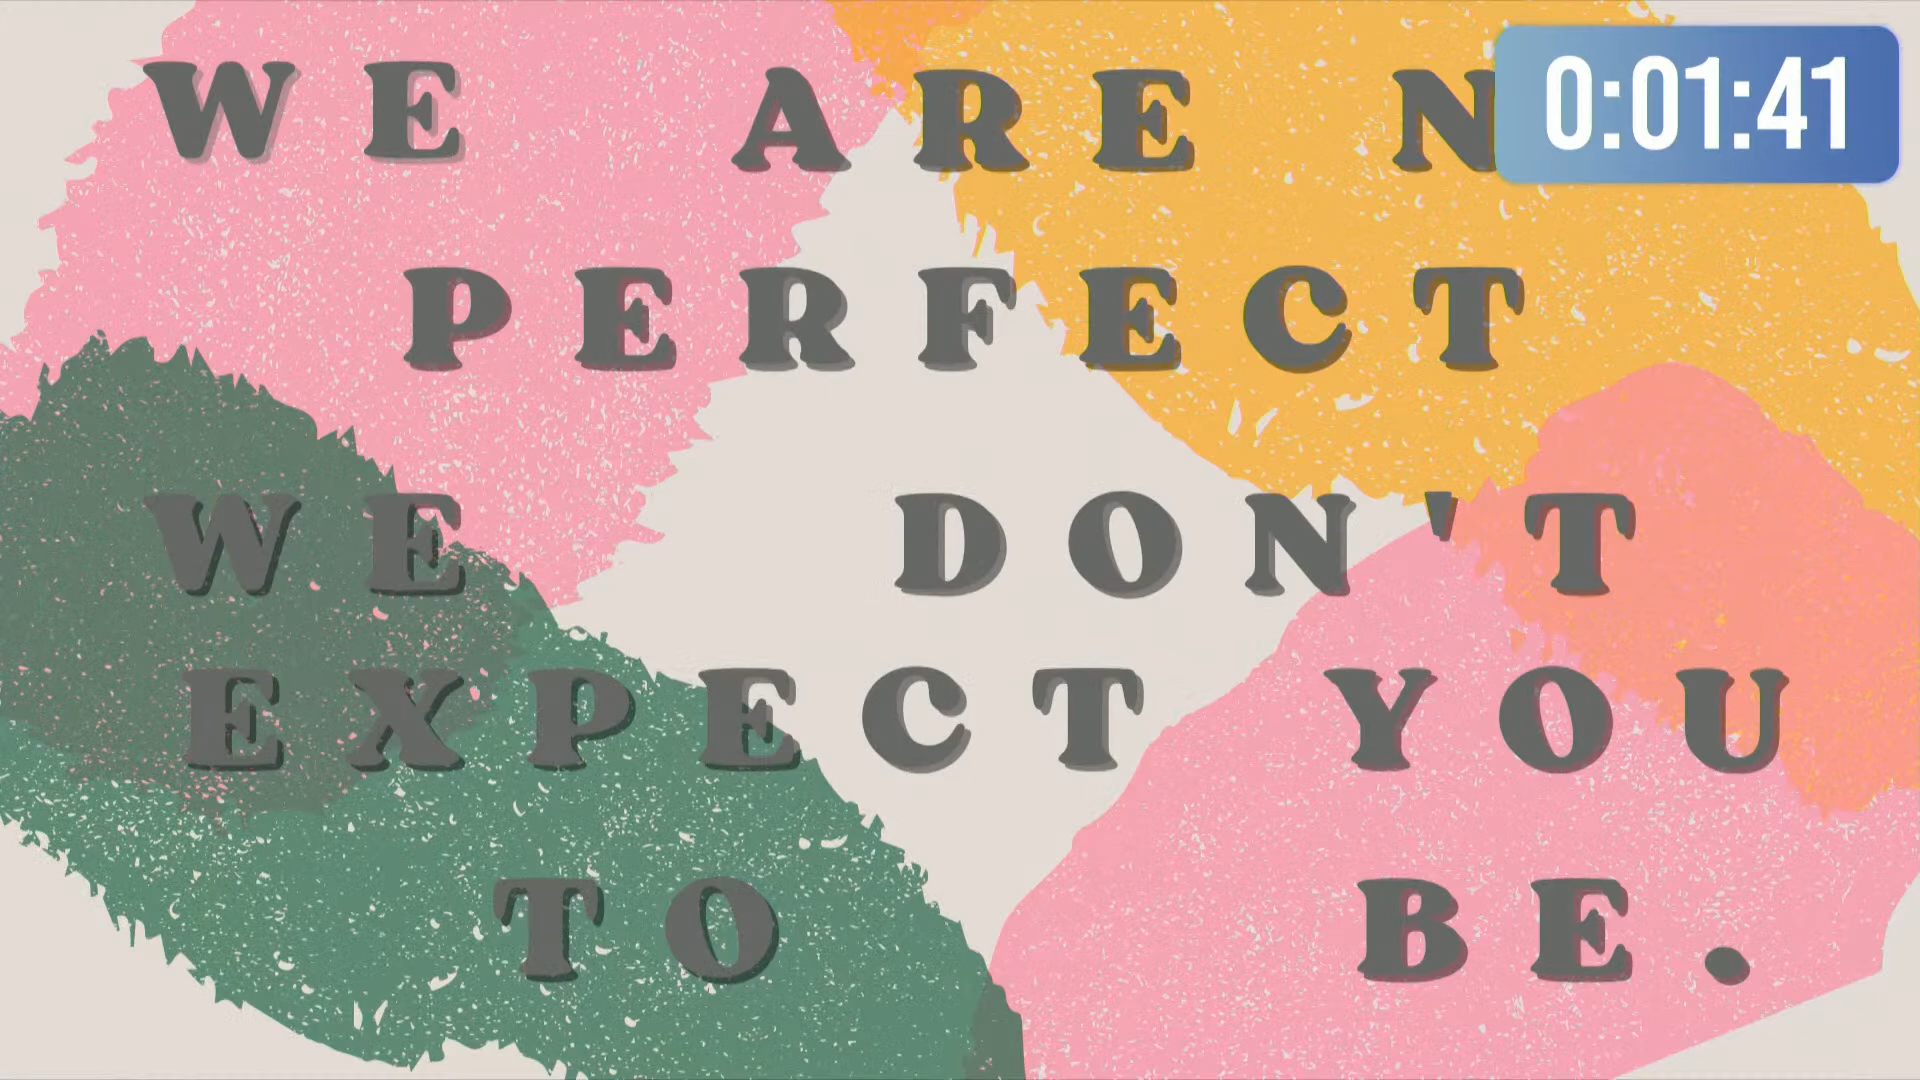 WE ARE N
0:01:41
PERFECT
WE DON'T
EXPECT YOU
TO BE.